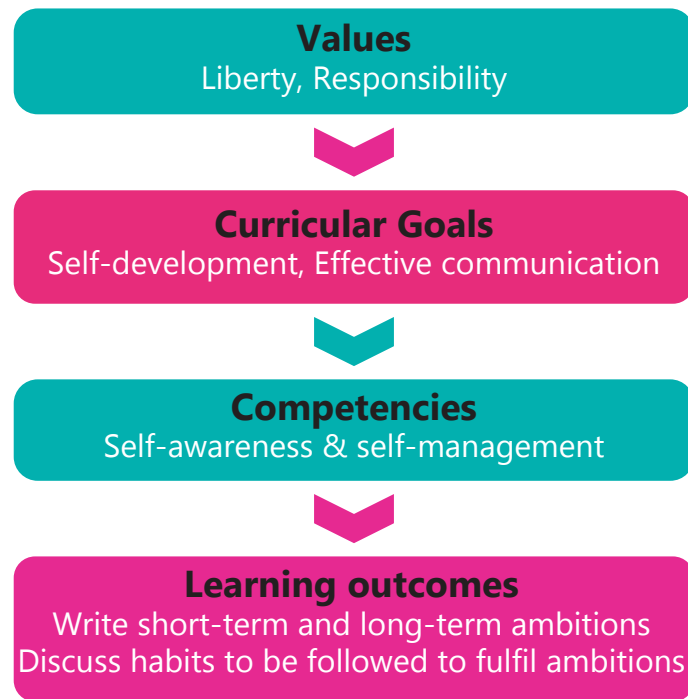 Values
Liberty, Responsibility
Curricular Goals
Self-development, Effective communication
Competencies
Self-awareness & self-management
Learning outcomes
Write short-term and long-term ambitions
Discuss habits to be followed to fulfil ambitions